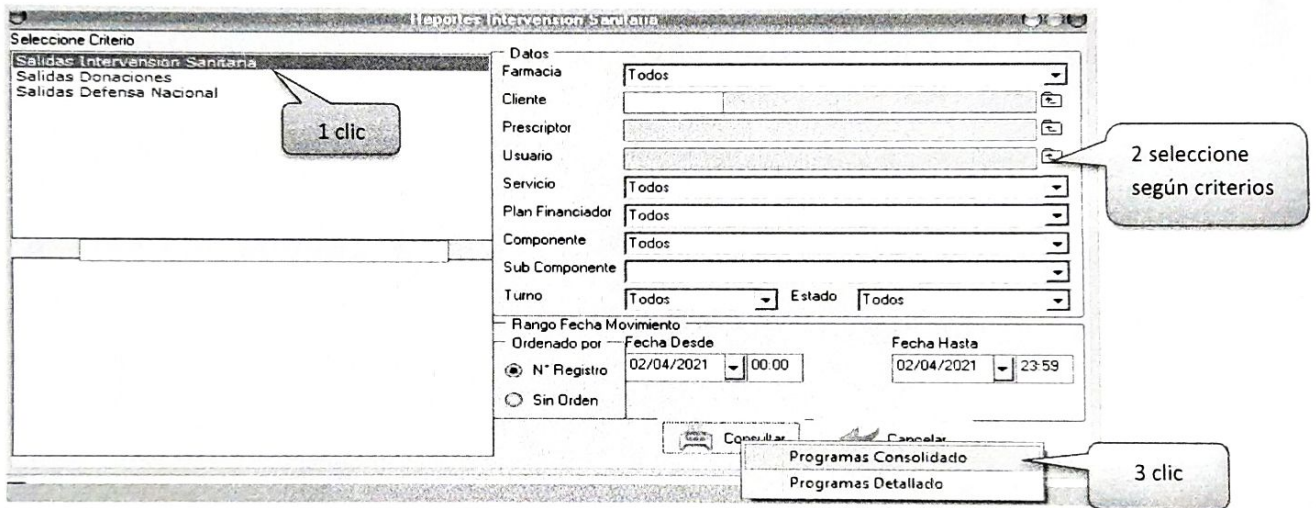 Reportes Intervension Sanitaria
Seleccione Criterio
Salidas Intervension Sanitaria
Salidas Donaciones
Salidas Defensa Nacional
1 clic
Datos
Farmacia Todos
Cliente
Prescriptor
Usuario
Servicio Todos
Plan Financiador Todos
Componente Todos
Sub Componente
Turno Todos Estado Todos
2 seleccione
según criterios
Rango Fecha Movimiento
Ordenado por Fecha Desde Fecha Hasta
N° Registro 02/04/2021 00:00 02/04/2021 23:59
Sin Orden
Consultar Cancelar
Programas Consolidado
Programas Detallado
3 clic